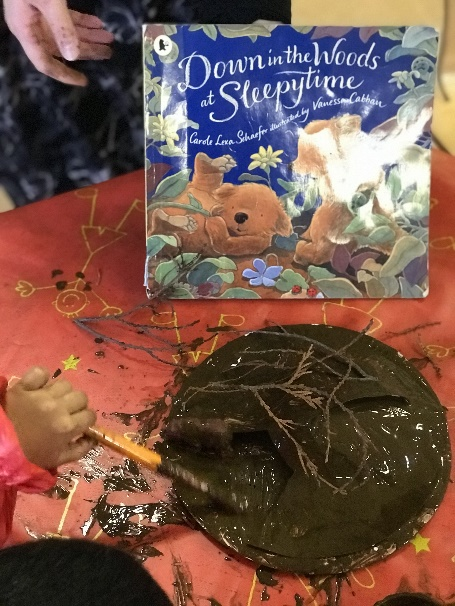 Down in the Woods
at Sleepytime
Carole Lexa Schaefer illustrated by Vanessa Cabban